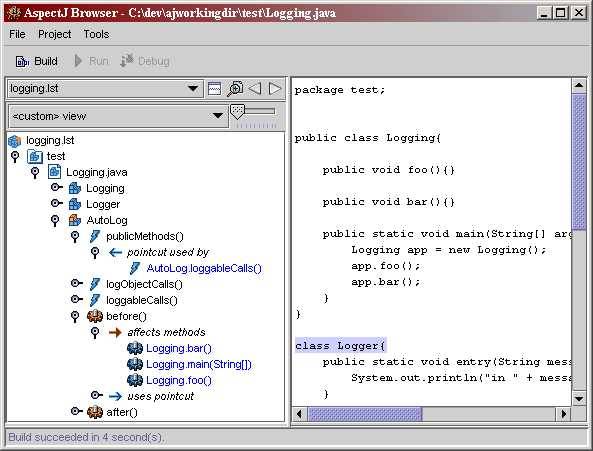 AspectJ Browser - C:\dev\ajworkingdir\test\Logging.java
File Project Tools
Build Run Debug
logging.lst
<custom> view
logging.lst
test
Logging.java
Logging
Logger
AutoLog
publicMethods()
pointcut used by
AutoLog.loggableCalls()
logObjectCalls()
loggableCalls()
before()
affects methods
Logging.bar()
Logging.main(String[])
Logging.foo()
uses pointcut
after()
package test;
public class Logging{
public void foo(){}
public void bar(){}
public static void main(String[] arg
Logging app = new Logging();
app.foo();
app.bar();
}
}
class Logger{
public static void entry(String mess
System.out.println("in " + messa
}
Build succeeded in 4 second(s).